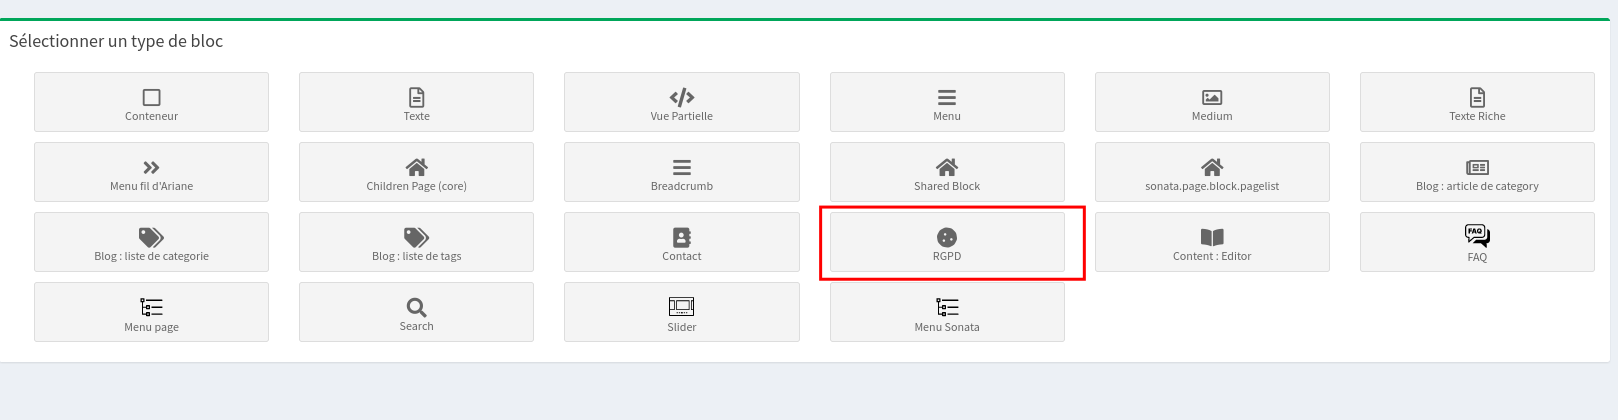 Sélectionner un type de bloc
Conteneur
Texte
Vue Partielle
Menu
Medium
Texte Riche
Menu fil d'Ariane
Children Page (core)
Breadcrumb
Shared Block
sonata.page.block.pagelist
Blog : article de category
Blog : liste de categorie
Blog : liste de tags
Contact
RGPD
Content : Editor
FAQ
FAQ
Menu page
Search
Slider
Menu Sonata